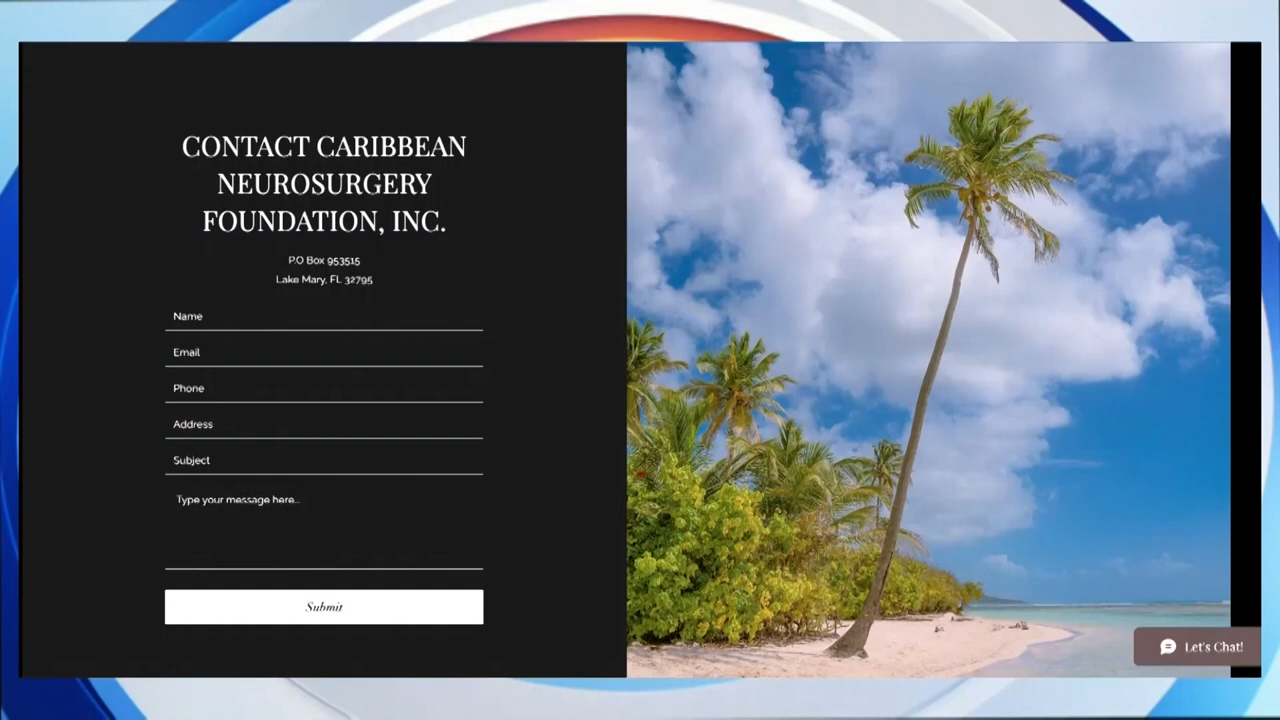 CONTACT CARIBBEAN
NEUROSURGERY
FOUNDATION, INC.
P.O Box 953515
Lake Mary, FL 32795
Name
Email
Phone
Address
Subject
Type your message here...
Submit
Let's Chat!